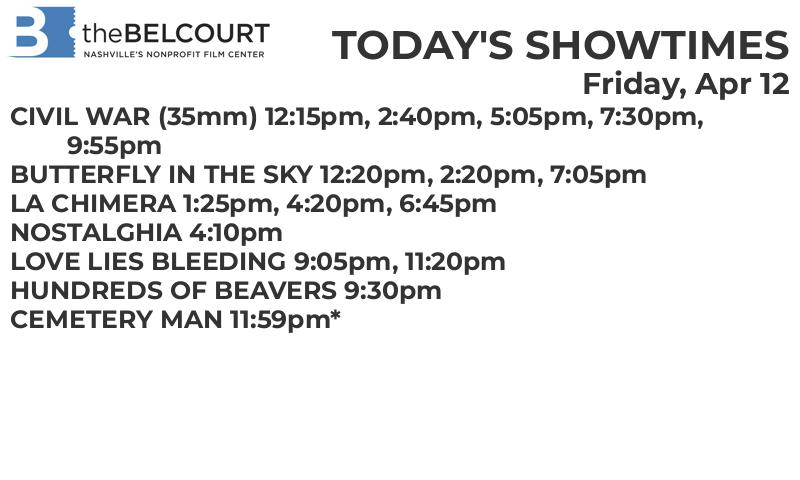 B theBELCOURT
NASHVILLE'S NONPROFIT FILM CENTER
TODAY'S SHOWTIMES
Friday, Apr 12
CIVIL WAR (35mm) 12:15pm, 2:40pm, 5:05pm, 7:30pm,
9:55pm
BUTTERFLY IN THE SKY 12:20pm, 2:20pm, 7:05pm
LA CHIMERA 1:25pm, 4:20pm, 6:45pm
NOSTALGHIA 4:10pm
LOVE LIES BLEEDING 9:05pm, 11:20pm
HUNDREDS OF BEAVERS 9:30pm
CEMETERY MAN 11:59pm*